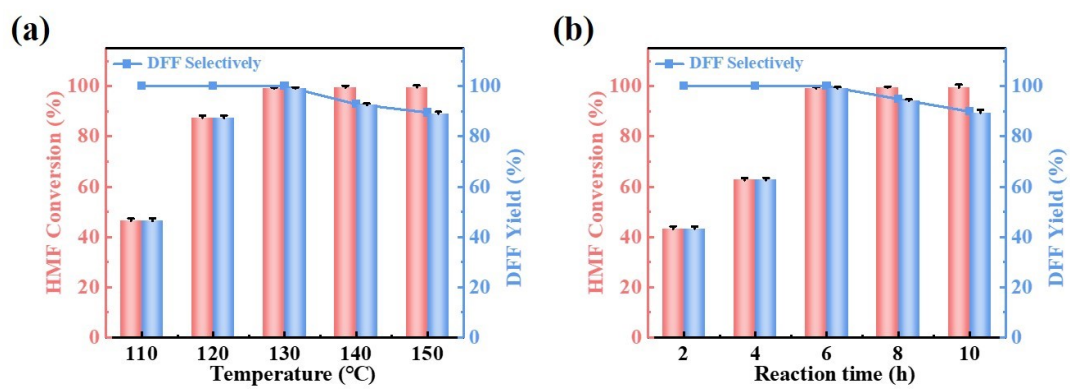 (a)
DFF Selectively
HMF Conversion (%)
100
80
60
40
20
0
100
80
60
40
20
0
DFF Yield (%)
110 120 130 140 150
Temperature (°C)
(b)
DFF Selectively
HMF Conversion (%)
100
80
60
40
20
0
100
80
60
40
20
0
DFF Yield (%)
2 4 6 8 10
Reaction time (h)